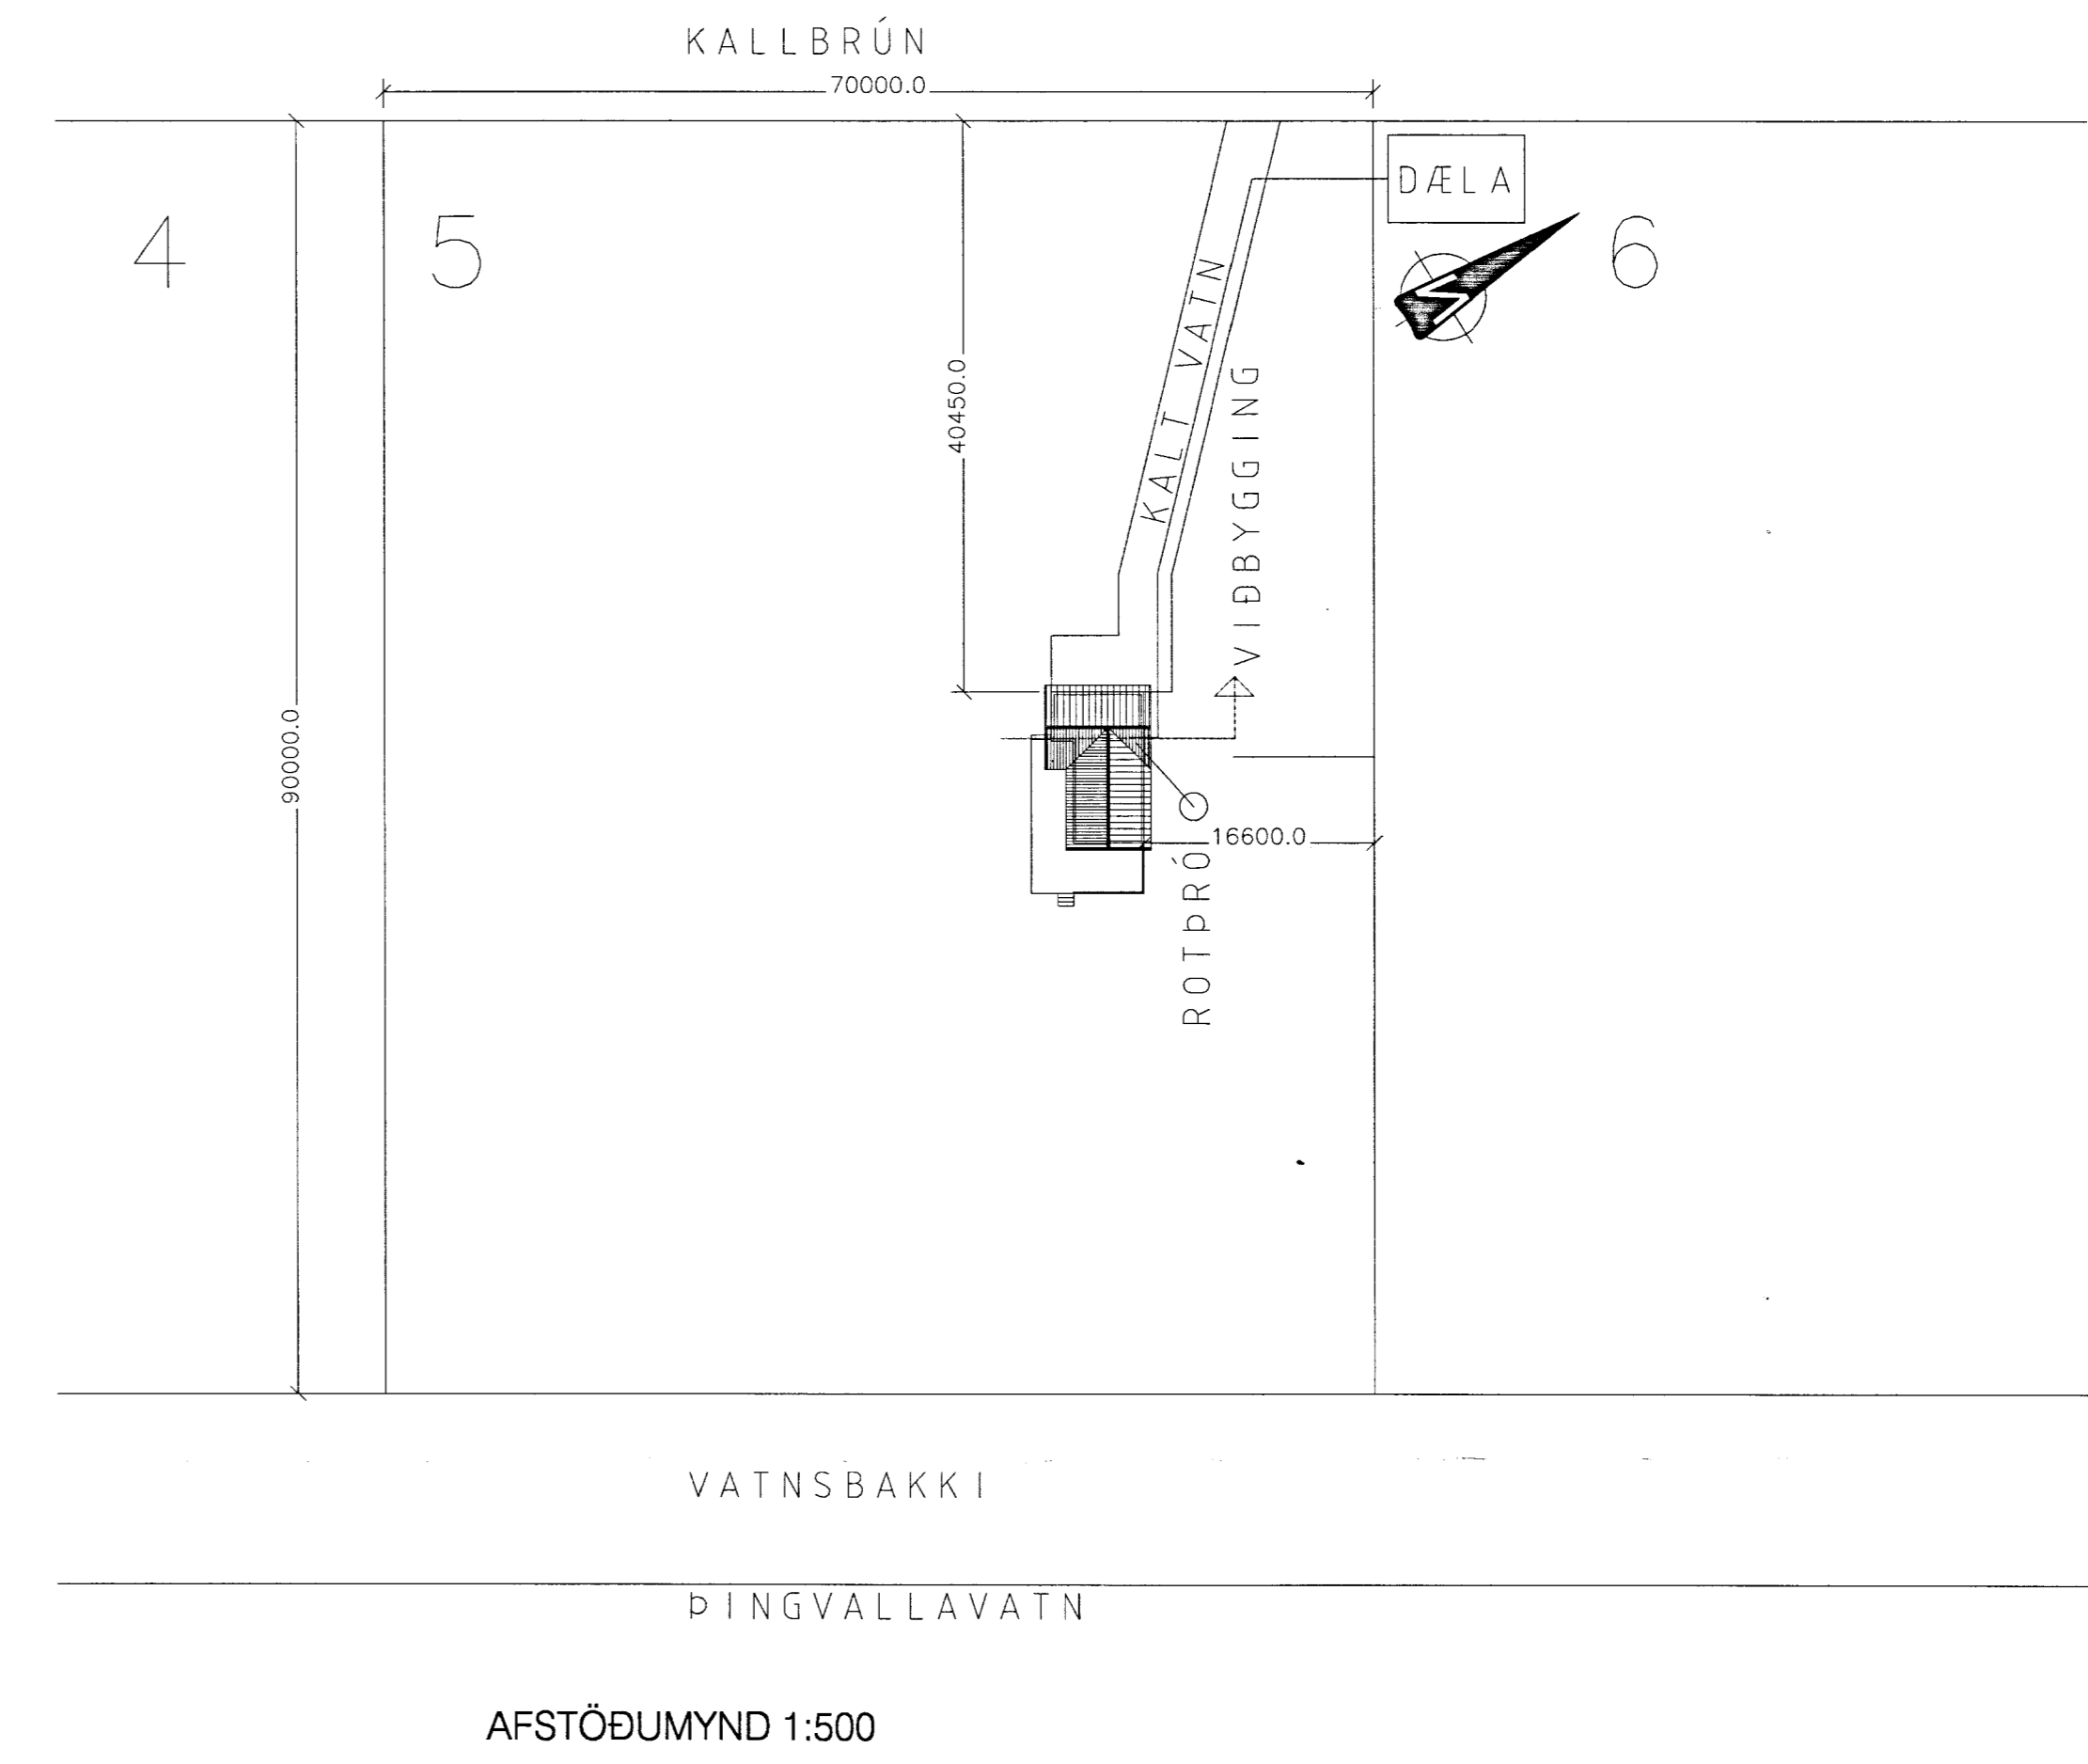 KALLBRÚN
70000.0
DÆLA
4
5
6
N
KALT VATN
40450.0
VIÐBYGGING
90000.0
16600.0
ROTÞRÓ
VATNSBAKKI
ÞINGVALLAVATN
AFSTÖÐUMYND 1:500